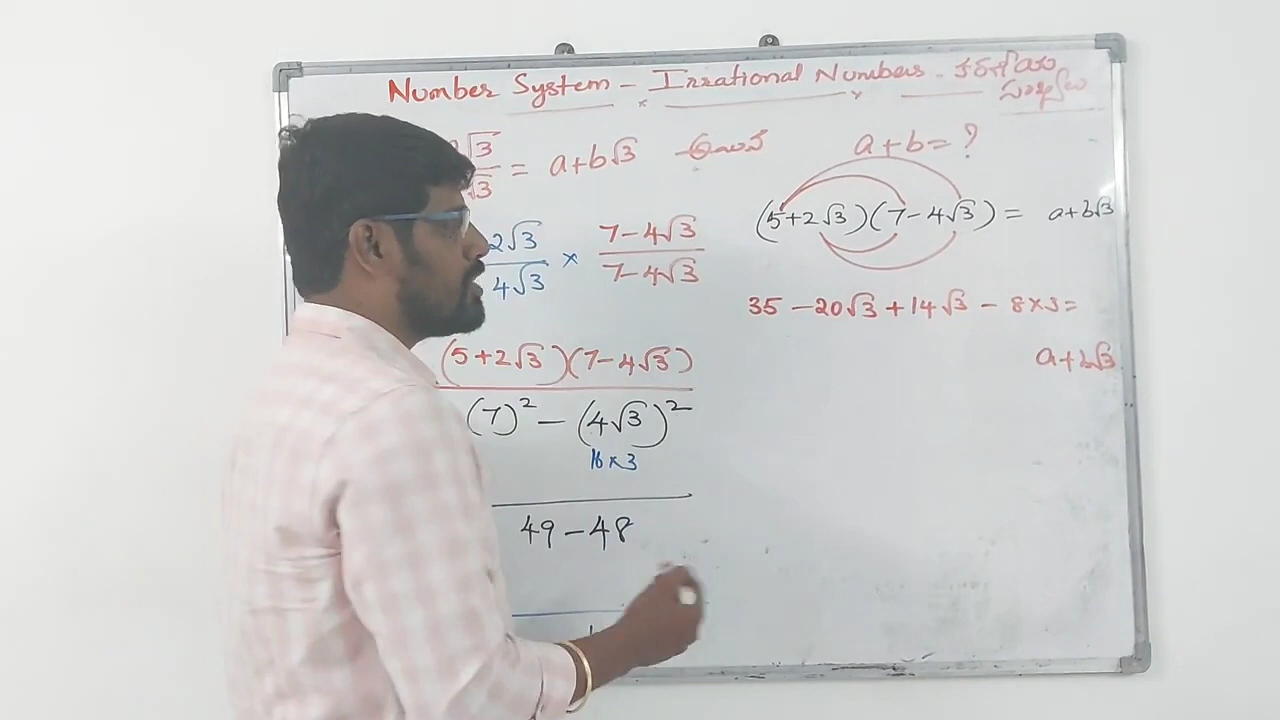 Number System - Irrational Numbers - కరణీయ
సంఖ్యలు
√3 / √3 = a+b√3 అయిన a+b=?
2√3 / 4√3 × 7-4√3 / 7-4√3
(5+2√3)(7-4√3)
(7)² - (4√3)²
16×3
49-48
1
(5+2√3)(7-4√3) = a+b√3
35 -20√3 +14√3 - 8×3=
a+b√3